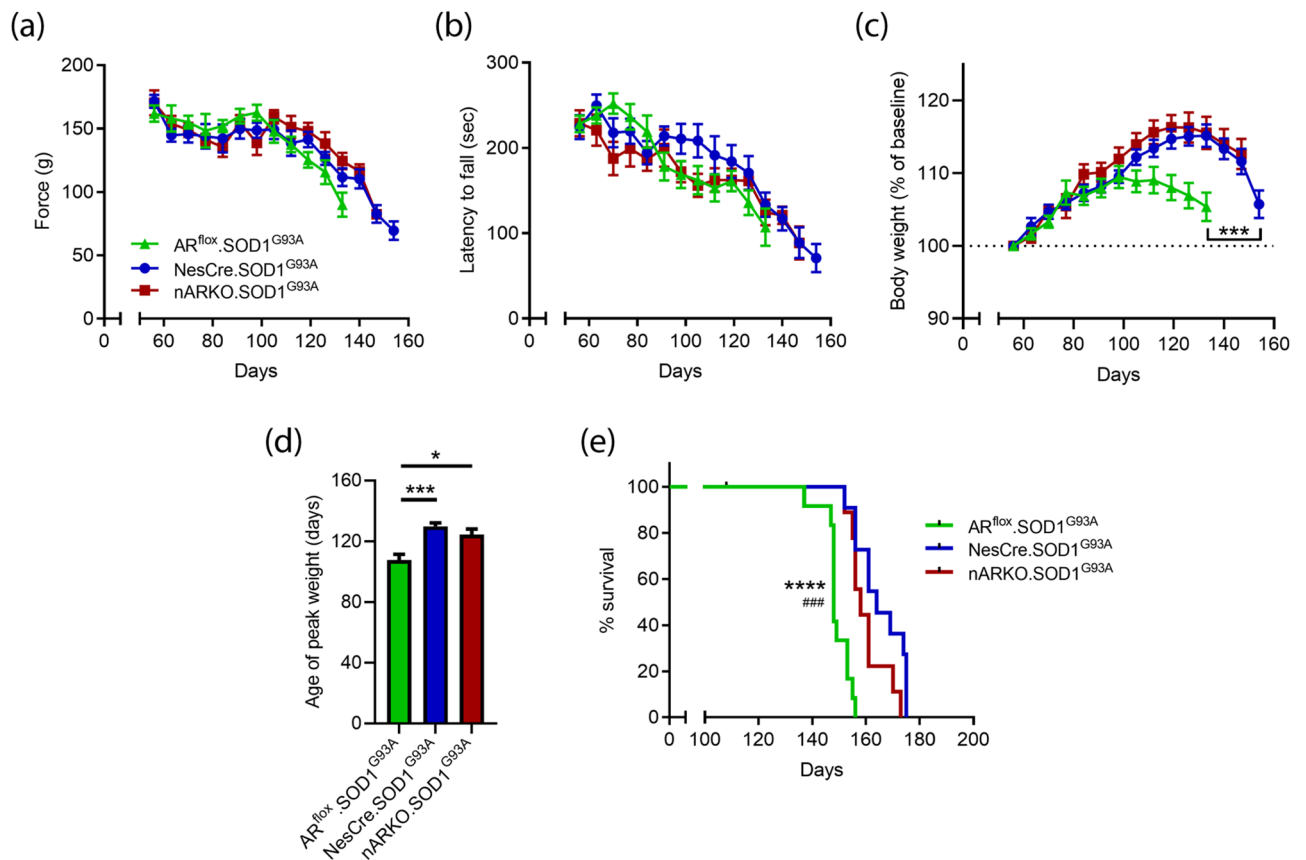 (a)
200
150
100
50
0
Force (g)
ARflox.SOD1G93A
NesCre.SOD1G93A
nARKO.SOD1G93A
0 60 80 100 120 140 160
Days
(b)
300
200
100
0
Latency to fall (sec)
0 60 80 100 120 140 160
Days
(c)
120
110
100
90
Body weight (% of baseline)
***
0 60 80 100 120 140 160
Days
(d)
160
120
80
40
0
Age of peak weight (days)
*
***
ARflox.SOD1G93A
NesCre.SOD1G93A
nARKO.SOD1G93A
(e)
100
80
60
40
20
0
% survival
****
###
ARflox.SOD1G93A
NesCre.SOD1G93A
nARKO.SOD1G93A
0 100 120 140 160 180 200
Days